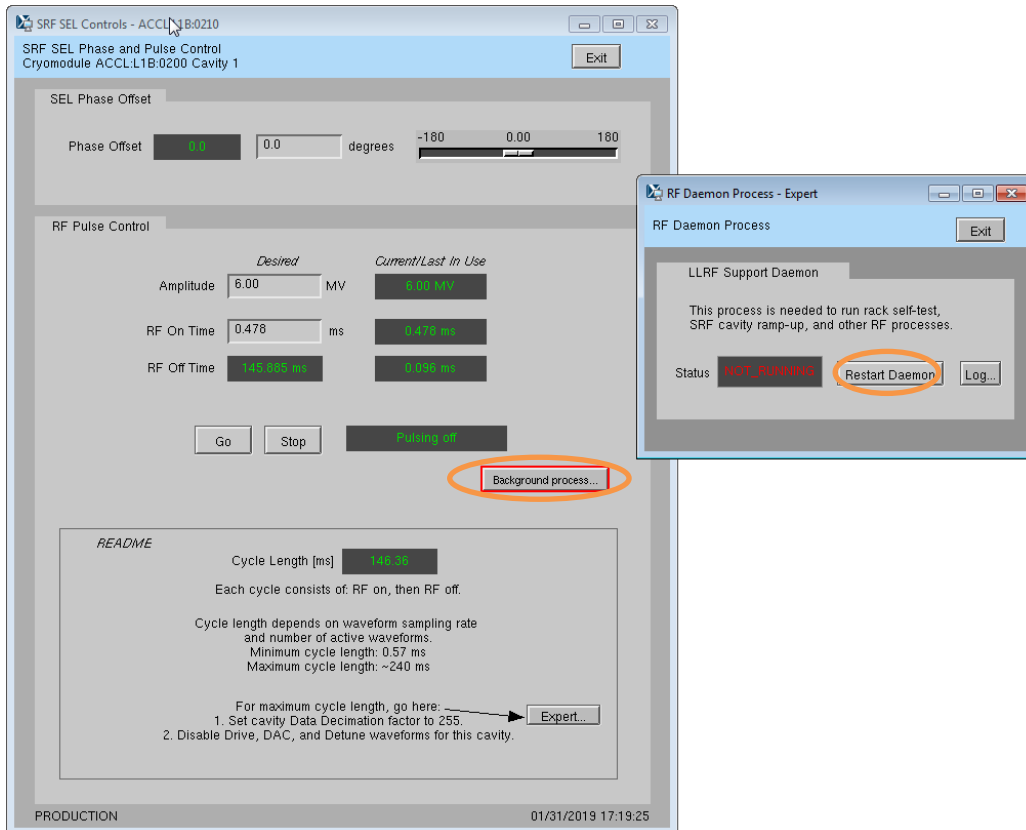 SRF SEL Controls - ACCL:L1B:0210
SRF SEL Phase and Pulse Control
Cryomodule ACCL:L1B:0200 Cavity 1
Exit
SEL Phase Offset
Phase Offset 0.0 0.0 degrees -180 0.00 180
RF Pulse Control
Desired Current/Last In Use
Amplitude 6.00 MV 6.00 MV
RF On Time 0.478 ms 0.478 ms
RF Off Time 145.885 ms 0.096 ms
Go Stop Pulsing off
Background process...
README
Cycle Length [ms] 146.36
Each cycle consists of: RF on, then RF off.
Cycle length depends on waveform sampling rate
and number of active waveforms.
Minimum cycle length: 0.57 ms
Maximum cycle length: ~240 ms
For maximum cycle length, go here:
1. Set cavity Data Decimation factor to 255.
2. Disable Drive, DAC, and Detune waveforms for this cavity.
Expert...
PRODUCTION 01/31/2019 17:19:25
RF Daemon Process - Expert
RF Daemon Process
Exit
LLRF Support Daemon
This process is needed to run rack self-test,
SRF cavity ramp-up, and other RF processes.
Status NOT_RUNNING Restart Daemon Log...